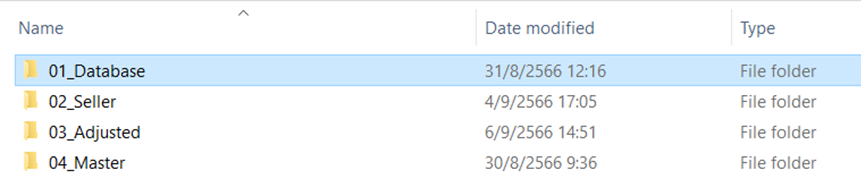 Name Date modified Type
01_Database 31/8/2566 12:16 File folder
02_Seller 4/9/2566 17:05 File folder
03_Adjusted 6/9/2566 14:51 File folder
04_Master 30/8/2566 9:36 File folder